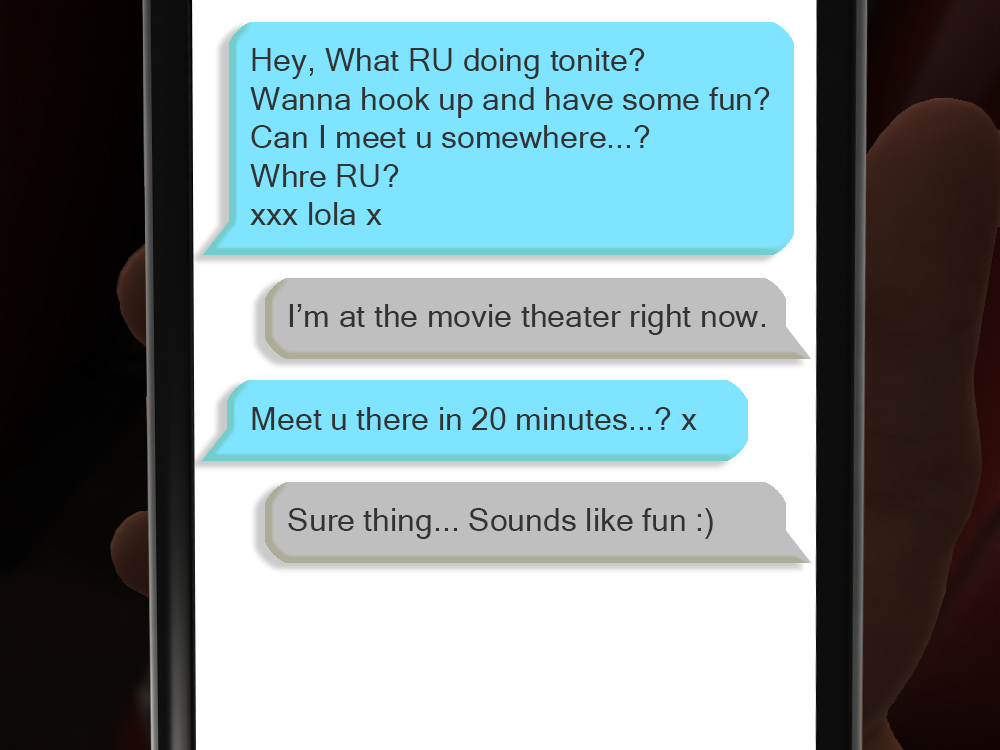 Hey, What RU doing tonite?
Wanna hook up and have some fun?
Can I meet u somewhere...?
Whre RU?
xxx lola x
I’m at the movie theater right now.
Meet u there in 20 minutes...? x
Sure thing... Sounds like fun :)